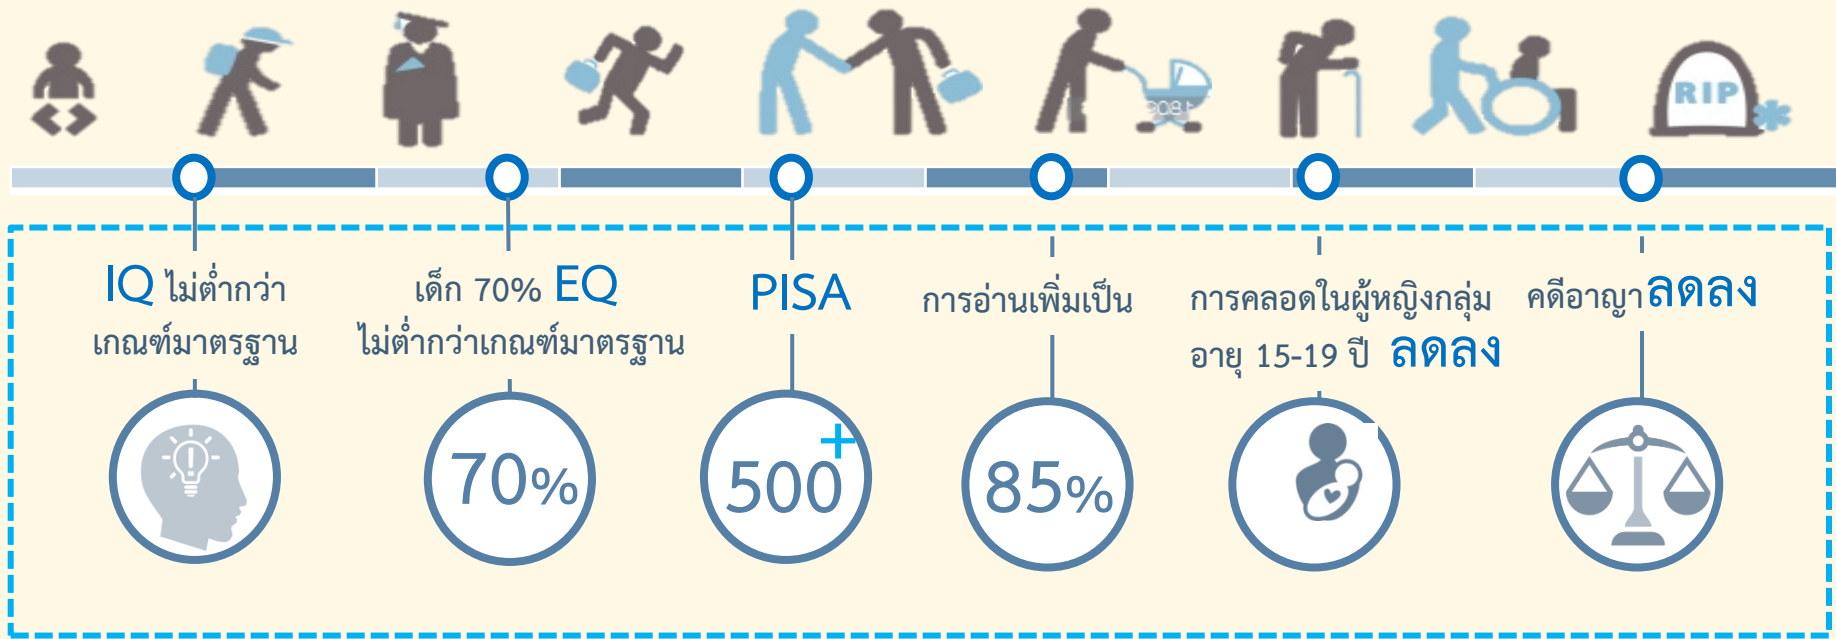 RIP
IQ ไม่ต่ำกว่า
เกณฑ์มาตรฐาน
เด็ก 70% EQ
ไม่ต่ำกว่าเกณฑ์มาตรฐาน
70%
PISA
500+
การอ่านเพิ่มเป็น
85%
การคลอดในผู้หญิงกลุ่ม
อายุ 15-19 ปี ลดลง
คดีอาญาลดลง